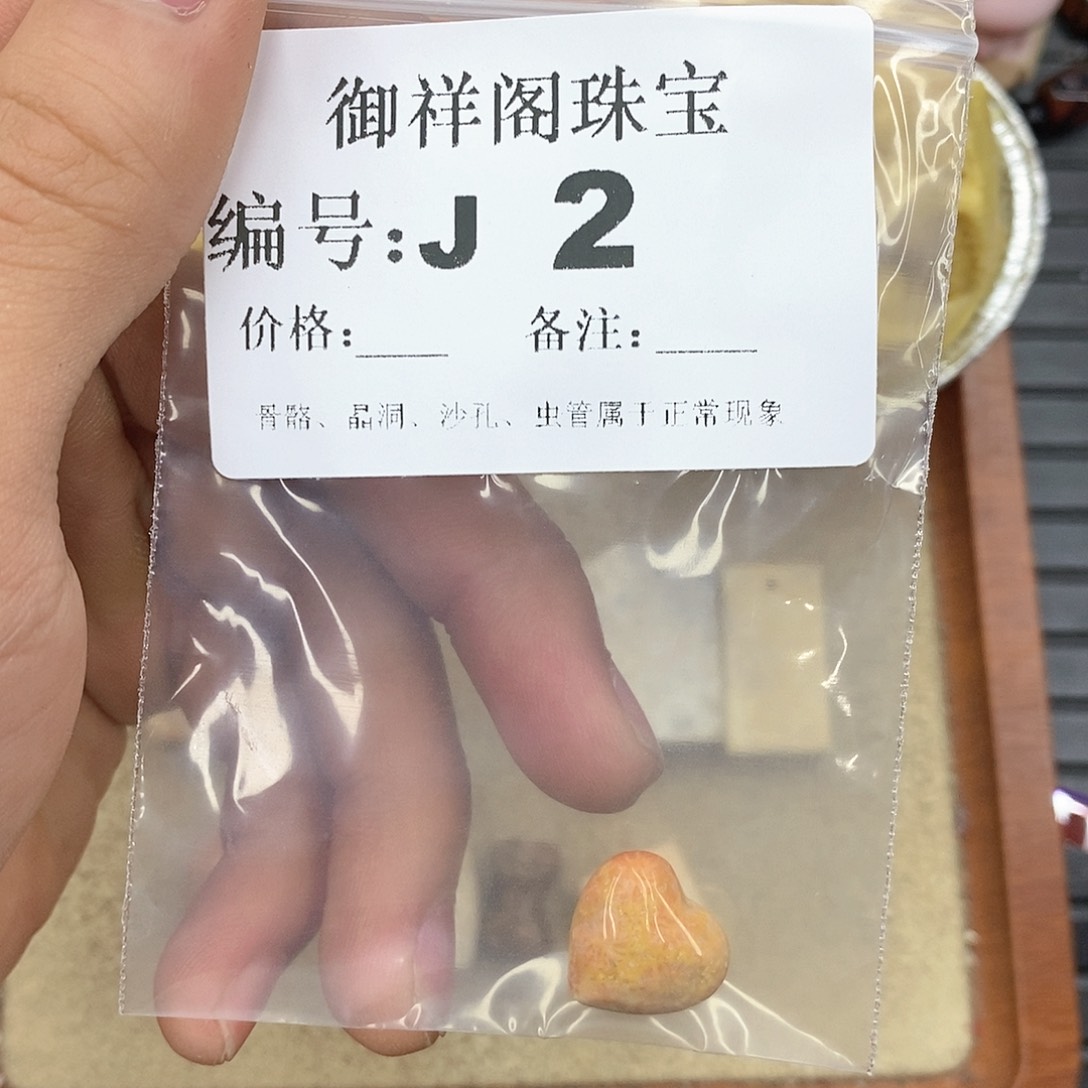 御祥阁珠宝
编号:J 2
价格:____ 备注:_____
骨骼、晶洞、沙孔、虫管属于正常现象